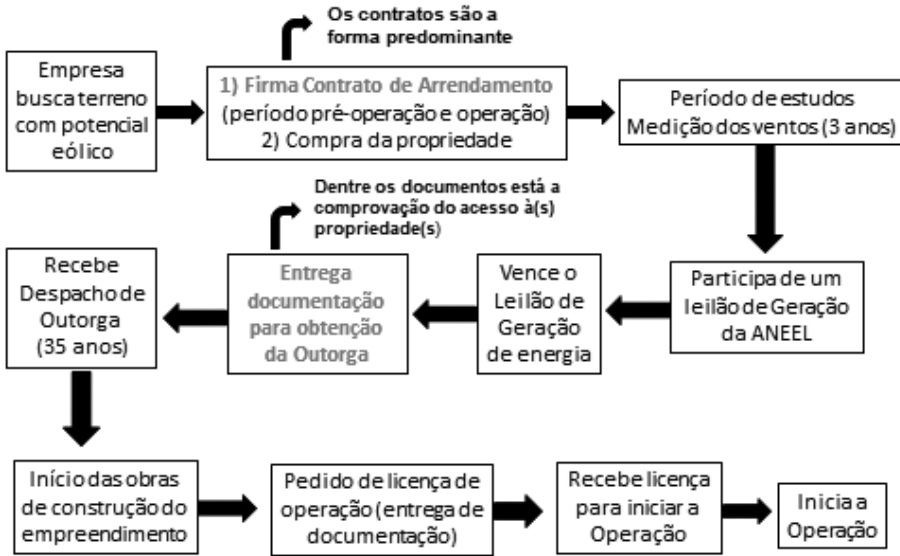 Os contratos são a
forma predominante
Empresa
busca terreno
com potencial
eólico
1) Firma Contrato de Arrendamento
(período pré-operação e operação)
2) Compra da propriedade
Período de estudos
Medição dos ventos (3 anos)
Dentre os documentos está a
comprovação do acesso à(s)
propriedade(s)
Participa de um
leilão de Geração
da ANEEL
Vence o
Leilão de
Geração
de energia
Entrega
documentação
para obtenção
da Outorga
Recebe
Despacho de
Outorga
(35 anos)
Início das obras
de construção do
empreendimento
Pedido de licença de
operação (entrega de
documentação)
Recebe licença
para iniciar a
Operação
Inicia a
Operação